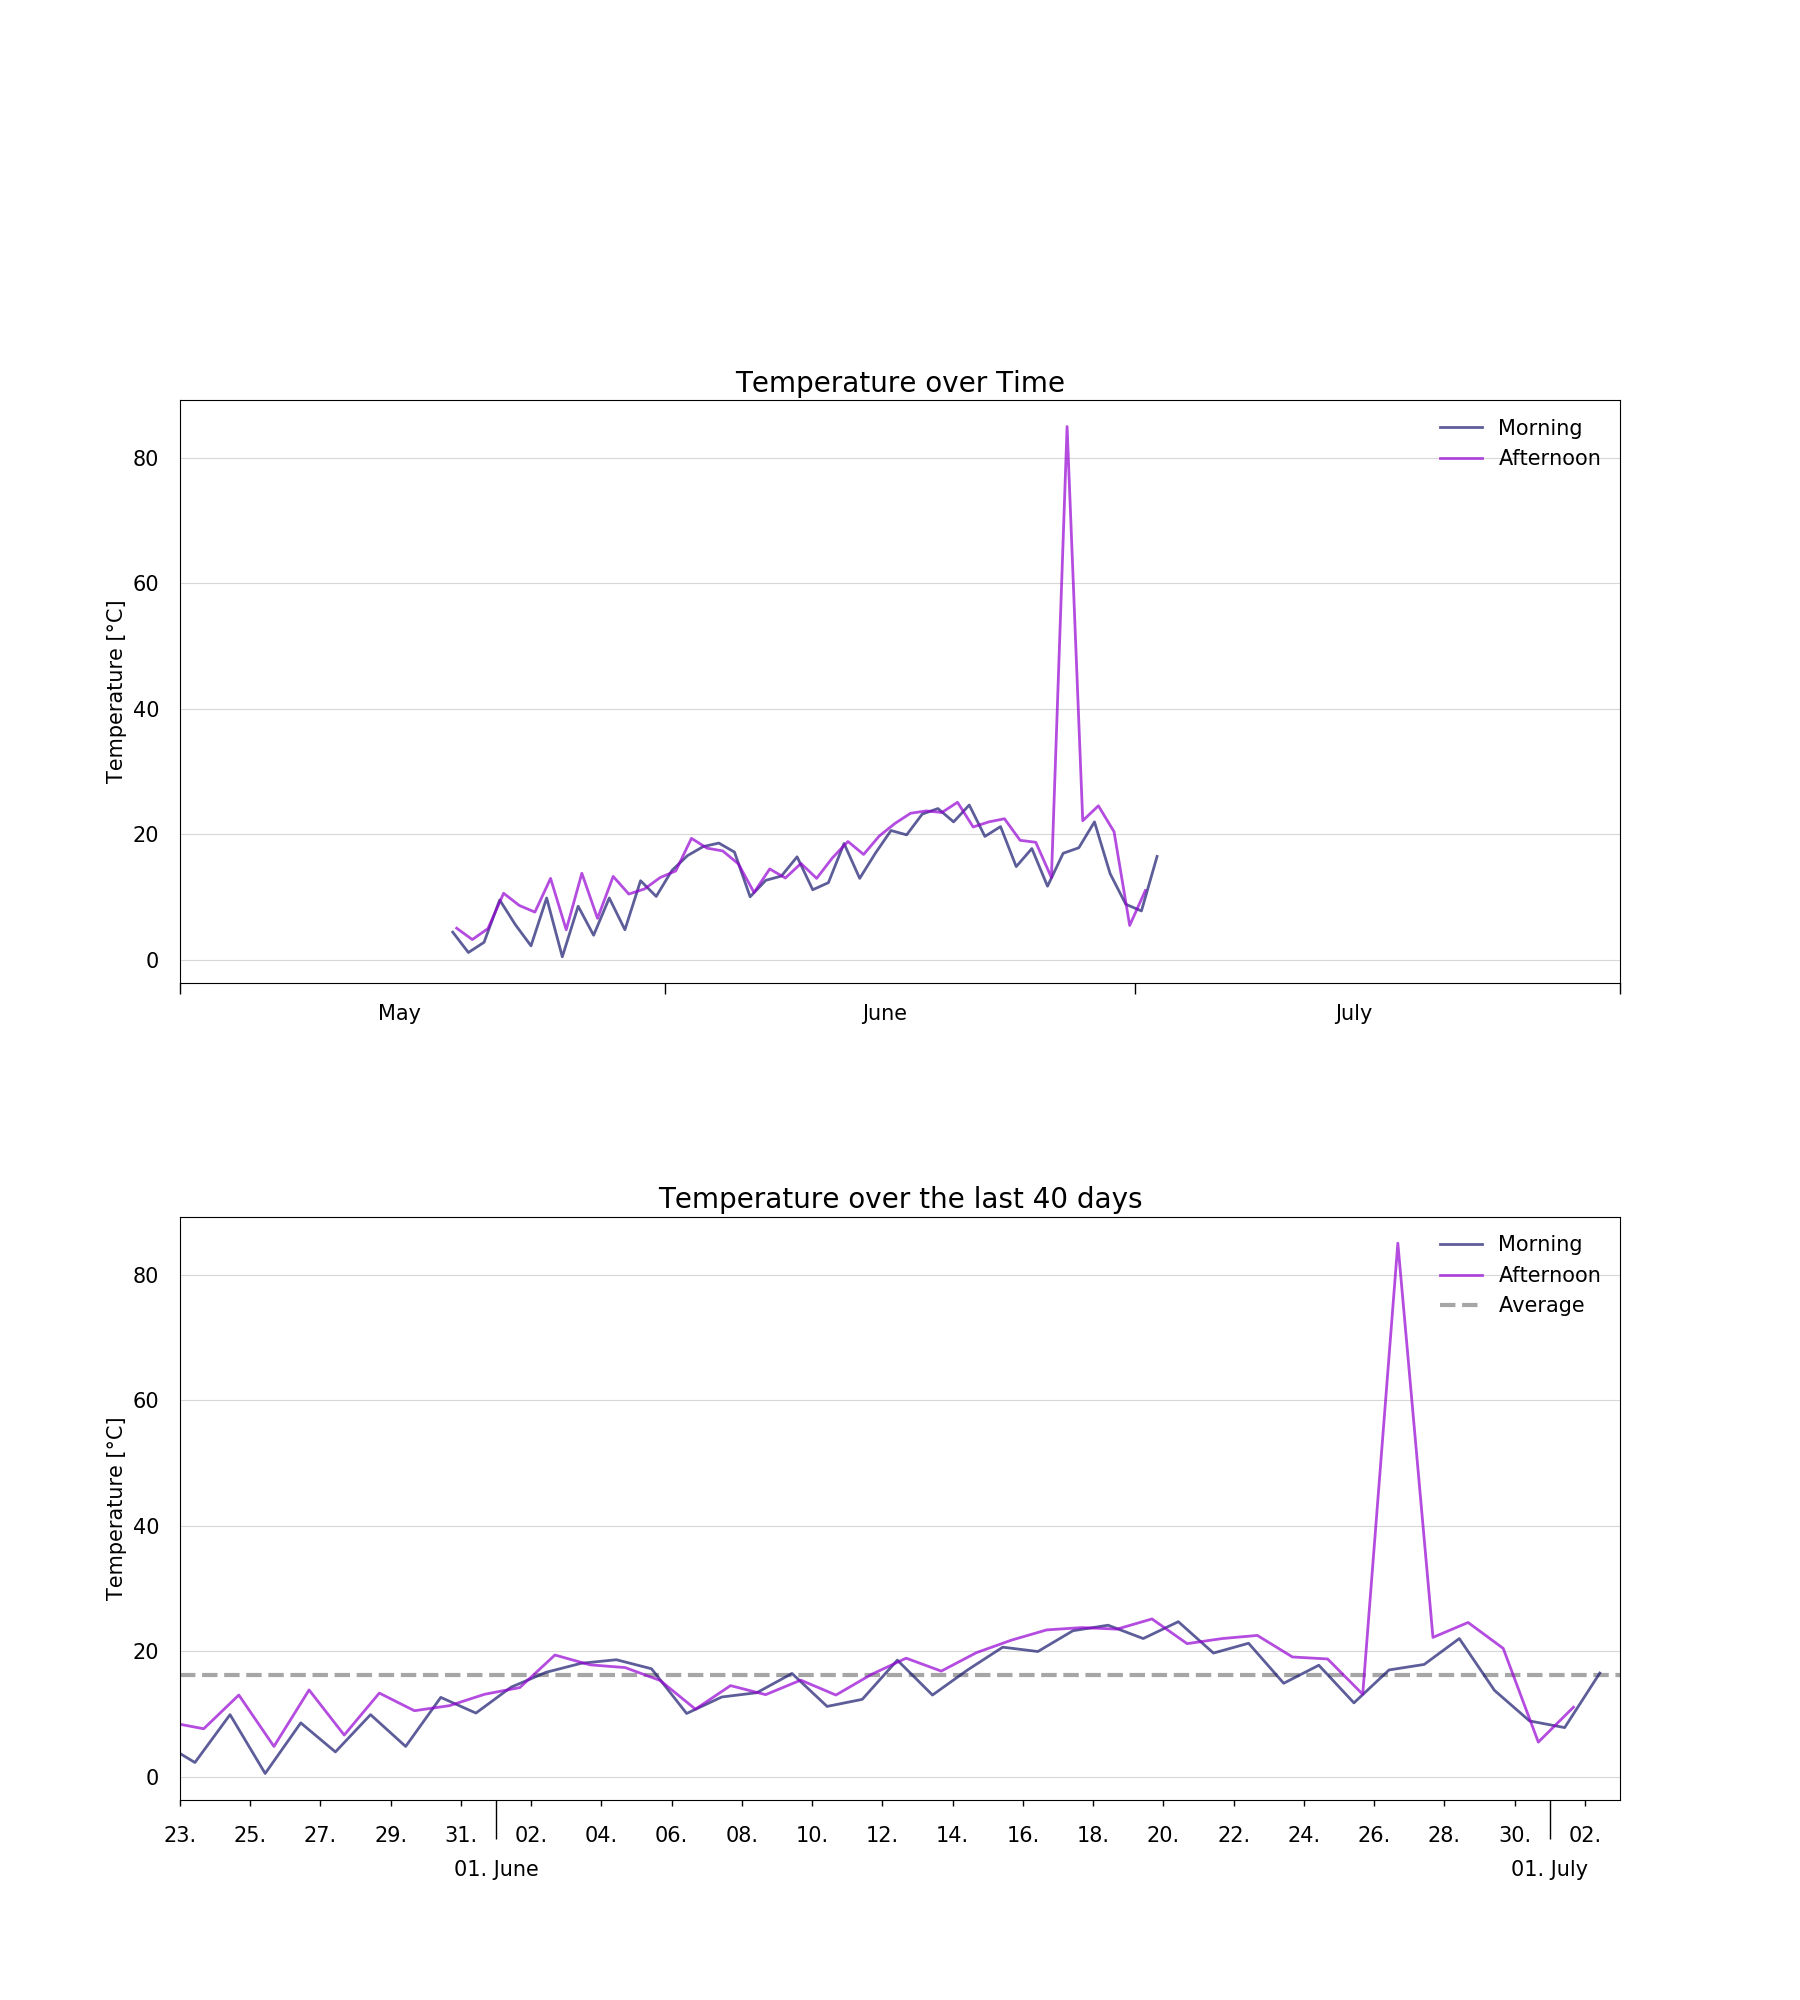 Temperature over Time
Morning
Afternoon
80
60
40
20
0
Temperature [°C]
May June July
Temperature over the last 40 days
Morning
Afternoon
Average
80
60
40
20
0
Temperature [°C]
23. 25. 27. 29. 31. 02. 04. 06. 08. 10. 12. 14. 16. 18. 20. 22. 24. 26. 28. 30. 02.
01. June 01. July